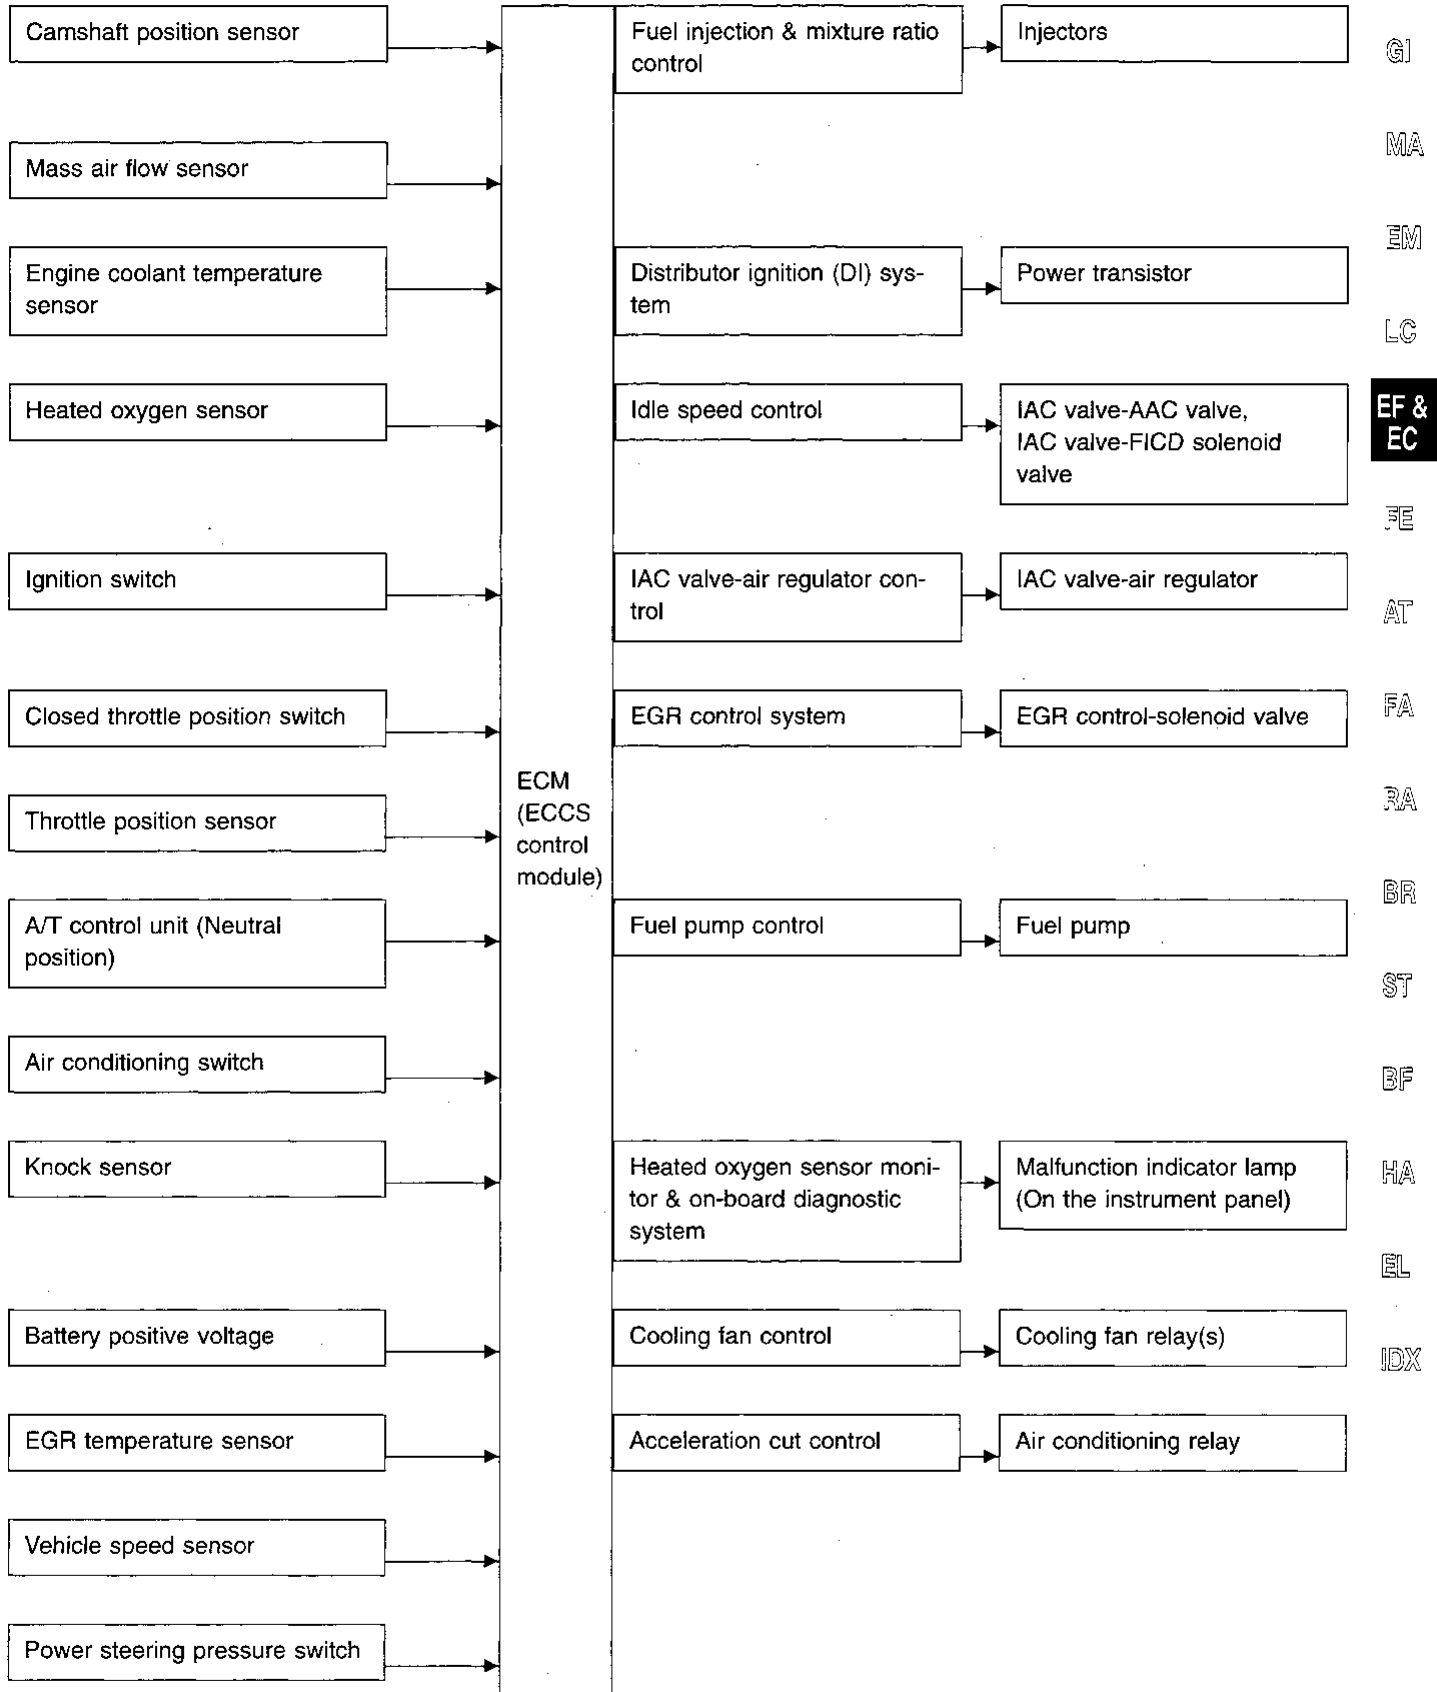 Camshaft position sensor
Fuel injection & mixture ratio
control
Injectors
Mass air flow sensor
Engine coolant temperature
sensor
Distributor ignition (DI) sys-
tem
Power transistor
Heated oxygen sensor
Idle speed control
IAC valve-AAC valve,
IAC valve-FICD solenoid
valve
Ignition switch
IAC valve-air regulator con-
trol
IAC valve-air regulator
Closed throttle position switch
EGR control system
EGR control-solenoid valve
ECM
(ECCS
control
module)
Throttle position sensor
A/T control unit (Neutral
position)
Fuel pump control
Fuel pump
Air conditioning switch
Knock sensor
Heated oxygen sensor moni-
tor & on-board diagnostic
system
Malfunction indicator lamp
(On the instrument panel)
Battery positive voltage
Cooling fan control
Cooling fan relay(s)
EGR temperature sensor
Acceleration cut control
Air conditioning relay
Vehicle speed sensor
Power steering pressure switch
GI
MA
EM
LC
EF &
EC
FE
AT
FA
RA
BR
ST
BF
HA
EL
IDX